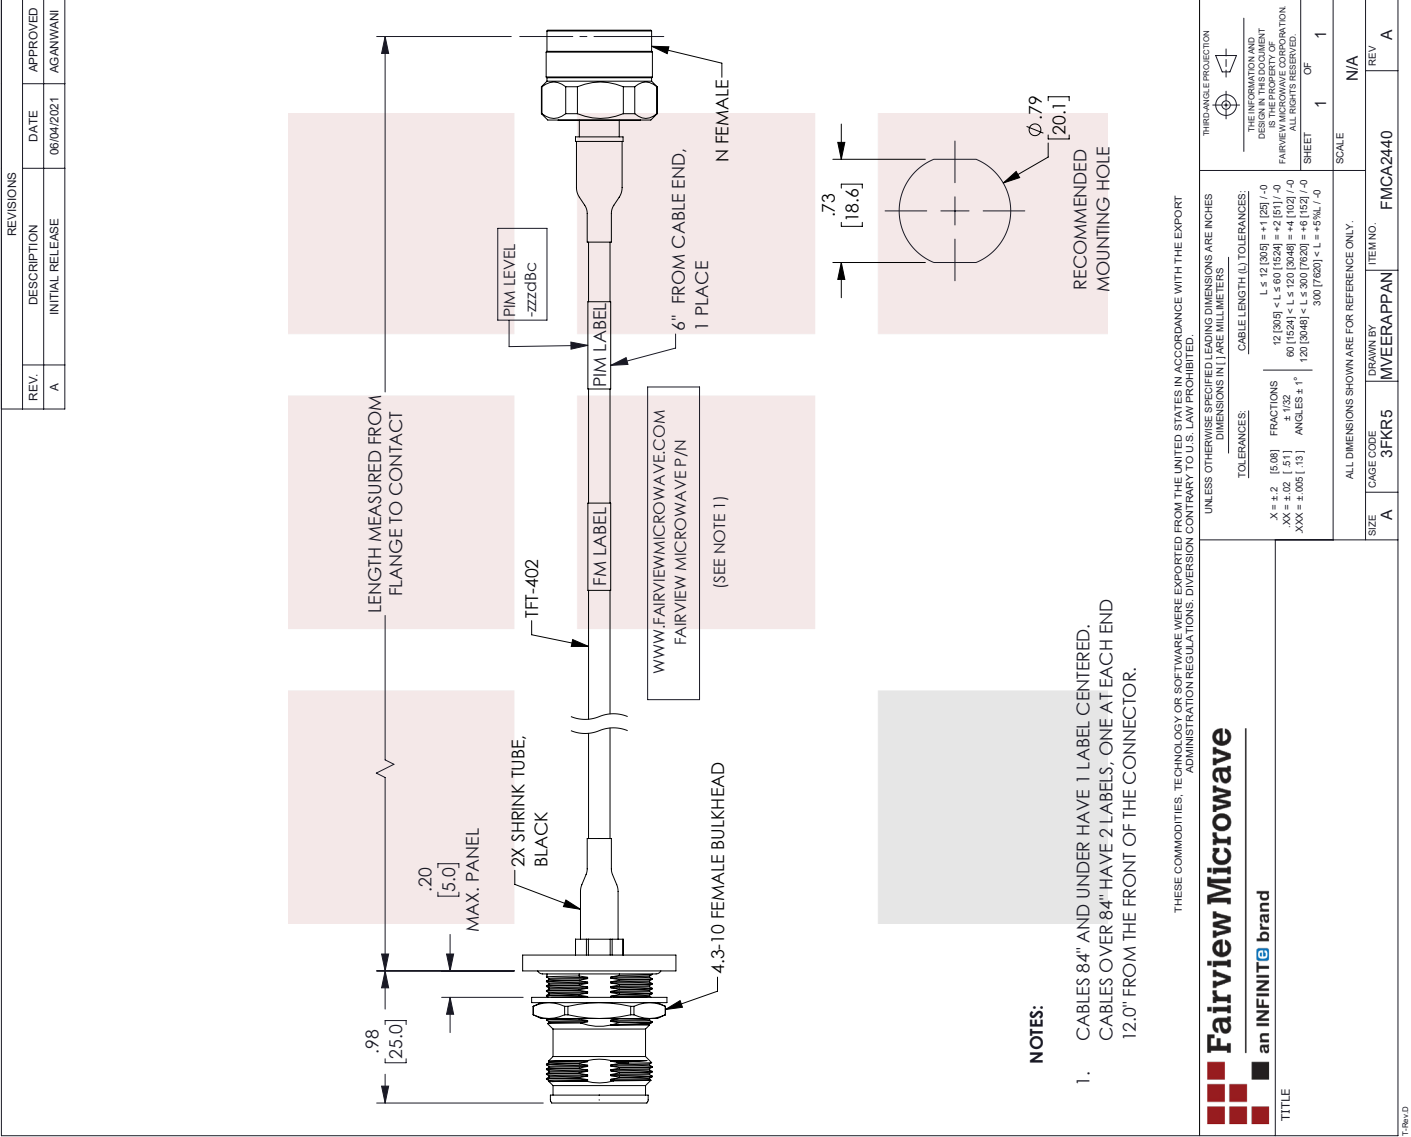 REVISIONS
REV. DESCRIPTION DATE APPROVED
A INITIAL RELEASE 06/04/2021 AGANWANI
LENGTH MEASURED FROM
FLANGE TO CONTACT
.98
[25.0]
.20
[5.0]
MAX. PANEL
2X SHRINK TUBE,
BLACK
4.3-10 FEMALE BULKHEAD
TFT-402
FM LABEL
WWW.FAIRVIEWMICROWAVE.COM
FAIRVIEW MICROWAVE P/N
(SEE NOTE 1)
PIM LEVEL
-zzzdBc
PIM LABEL
6" FROM CABLE END,
1 PLACE
N FEMALE
.73
[18.6]
Ø.79
[20.1]
RECOMMENDED
MOUNTING HOLE
NOTES:
1. CABLES 84" AND UNDER HAVE 1 LABEL CENTERED.
CABLES OVER 84" HAVE 2 LABELS, ONE AT EACH END
12.0" FROM THE FRONT OF THE CONNECTOR.
THESE COMMODITIES, TECHNOLOGY OR SOFTWARE WERE EXPORTED FROM THE UNITED STATES IN ACCORDANCE WITH THE EXPORT
ADMINISTRATION REGULATIONS. DIVERSION CONTRARY TO U.S. LAW PROHIBITED.
Fairview Microwave
an INFINITe brand
TITLE
UNLESS OTHERWISE SPECIFIED LEADING DIMENSIONS ARE INCHES
DIMENSIONS IN [ ] ARE MILLIMETERS
TOLERANCES:
.X = ±.2 [5.08] FRACTIONS
.XX = ±.02 [ .51] ± 1/32
.XXX = ±.005 [ .13 ] ANGLES ± 1°
CABLE LENGTH (L) TOLERANCES:
L ≤ 12 [305] = +1 [25] / -0
12 [305] < L ≤ 60 [1524] = +2 [51] / -0
60 [1524] < L ≤ 120 [3048] = +4 [102] / -0
120 [3048] < L ≤ 300 [7620] = +6 [152] / -0
300 [7620] < L = +5%L / -0
ALL DIMENSIONS SHOWN ARE FOR REFERENCE ONLY.
THIRD-ANGLE PROJECTION
THE INFORMATION AND
DESIGN IN THIS DOCUMENT
IS THE PROPERTY OF
FAIRVIEW MICROWAVE CORPORATION.
ALL RIGHTS RESERVED.
SHEET 1 OF 1
SCALE N/A
SIZE A
CAGE CODE 3FKR5
DRAWN BY MVEERAPPAN
ITEM NO. FMCA2440
REV A
T-Rev.D